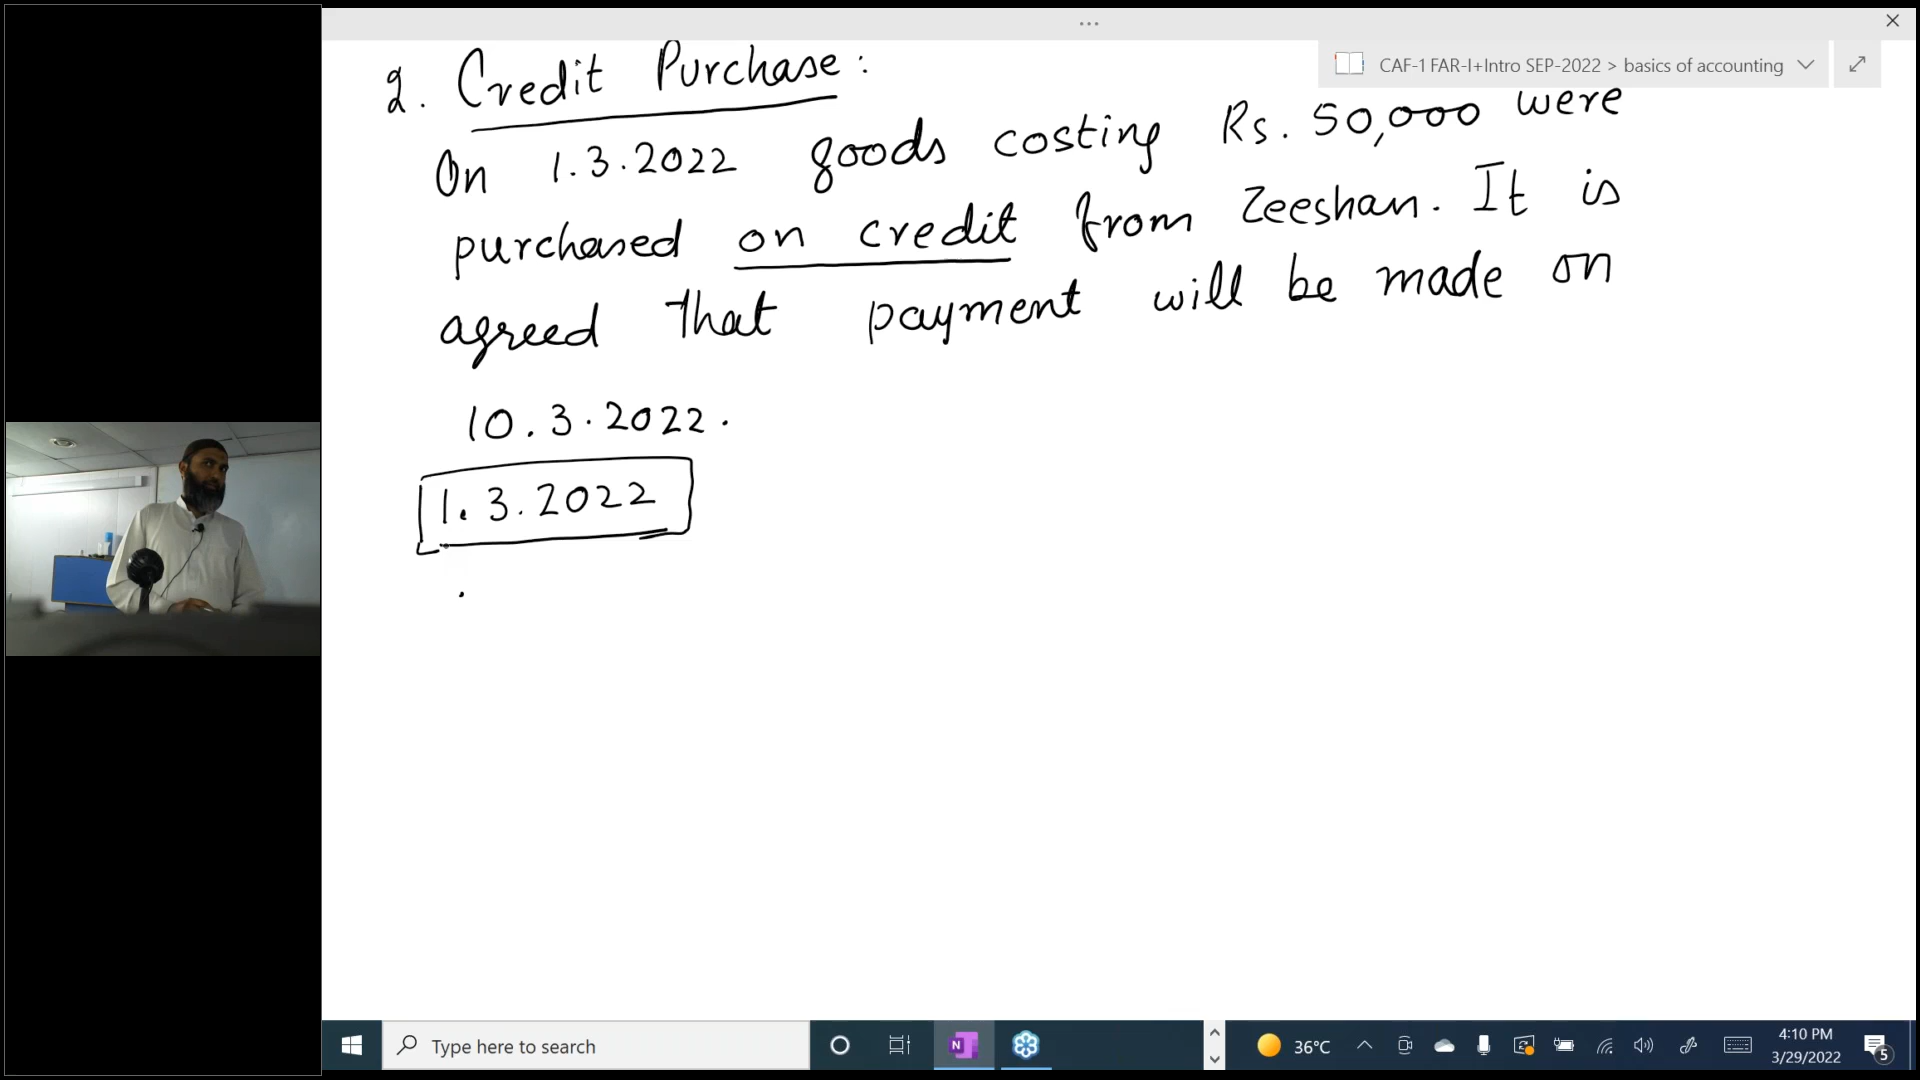 CAF-1 FAR-I+Intro SEP-2022 > basics of accounting
2. Credit Purchase:
On 1.3.2022 goods costing Rs. 50,000 were
purchased on credit from Zeeshan. It is
agreed that payment will be made on
10.3.2022.
1.3.2022
Type here to search
N
36°C
4:10 PM
3/29/2022
5